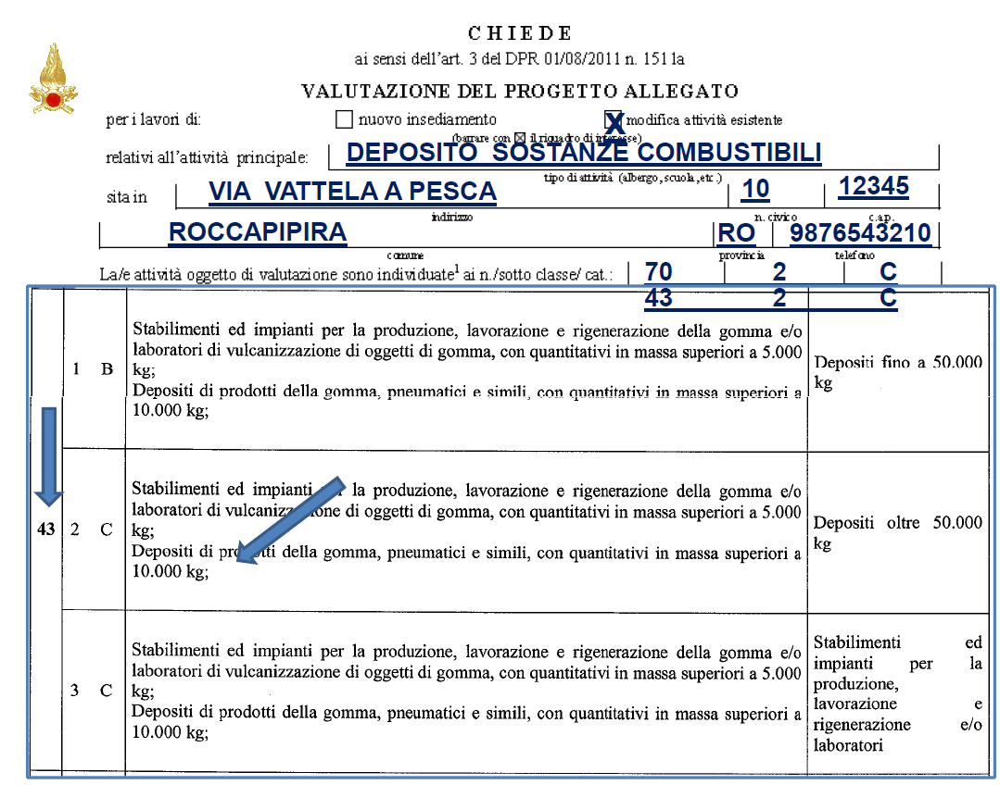 CHIEDE
ai sensi dell'art. 3 del DPR 01/08/2011 n. 151 la
VALUTAZIONE DEL PROGETTO ALLEGATO
per i lavori di: nuovo insediamento X modifica attività esistente
(barrare con ☒ il riquadro di interesse)
relativi all'attività principale: DEPOSITO SOSTANZE COMBUSTIBILI
tipo di attività (albergo, scuola, etc.)
sita in VIA VATTELA A PESCA 10 12345
indirizzo n. civico c.a.p.
ROCCAPIPIRA RO 9876543210
comune provincia telefono
La/e attività oggetto di valutazione sono individuate1 ai n./sotto classe/ cat.: 70 2 C
43 2 C
1 B
Stabilimenti ed impianti per la produzione, lavorazione e rigenerazione della gomma e/o
laboratori di vulcanizzazione di oggetti di gomma, con quantitativi in massa superiori a 5.000
kg;
Depositi di prodotti della gomma, pneumatici e simili, con quantitativi in massa superiori a
10.000 kg;
Depositi fino a 50.000
kg
43 2 C
Stabilimenti ed impianti per la produzione, lavorazione e rigenerazione della gomma e/o
laboratori di vulcanizzazione di oggetti di gomma, con quantitativi in massa superiori a 5.000
kg;
Depositi di prodotti della gomma, pneumatici e simili, con quantitativi in massa superiori a
10.000 kg;
Depositi oltre 50.000
kg
3 C
Stabilimenti ed impianti per la produzione, lavorazione e rigenerazione della gomma e/o
laboratori di vulcanizzazione di oggetti di gomma, con quantitativi in massa superiori a 5.000
kg;
Depositi di prodotti della gomma, pneumatici e simili, con quantitativi in massa superiori a
10.000 kg;
Stabilimenti ed
impianti per la
produzione,
lavorazione e
rigenerazione e/o
laboratori